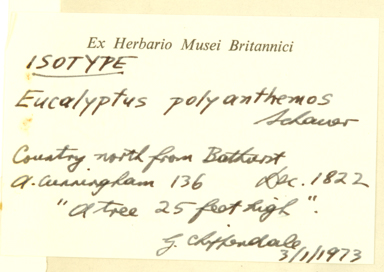 Ex Herbario Musei Britannici
ISOTYPE
Eucalyptus polyanthemos
Schauer
Country north from Bathurst
A. Cunningham 136 Dec. 1822
"A tree 25 feet high".
G. Chippendale
3/1/1973